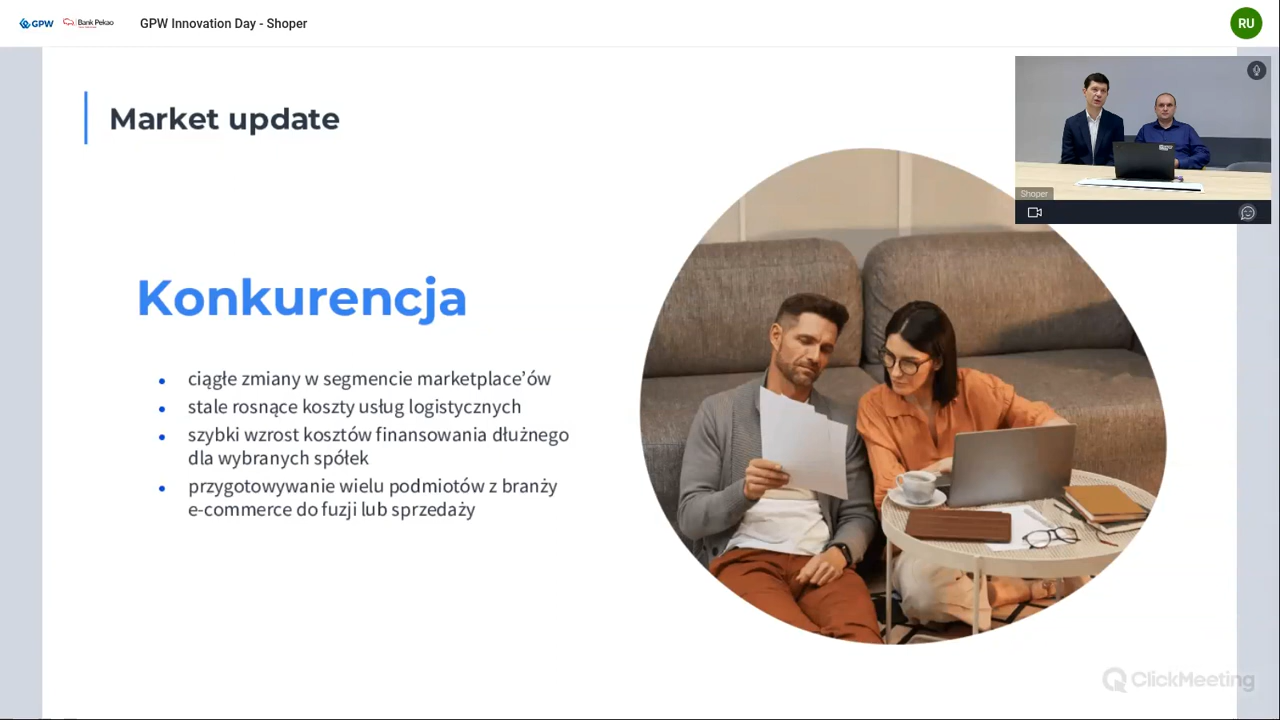 GPW
Bank Pekao
GPW Innovation Day - Shoper
RU
Market update
Shoper
Konkurencja
ciągłe zmiany w segmencie marketplace’ów
stale rosnące koszty usług logistycznych
szybki wzrost kosztów finansowania dłużnego
dla wybranych spółek
przygotowywanie wielu podmiotów z branży
e-commerce do fuzji lub sprzedaży
ClickMeeting